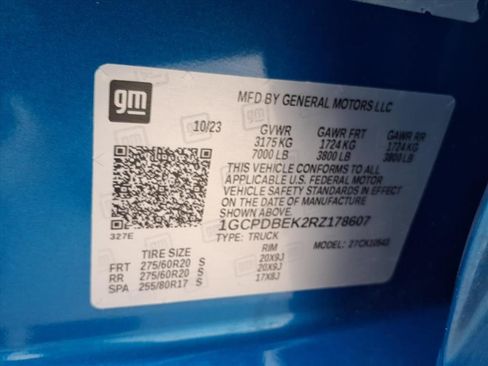 gm
MFD BY GENERAL MOTORS LLC
10/23 GVWR GAWR FRT GAWR RR
3175 KG 1724 KG 1724 KG
7000 LB 3800 LB 3800 LB
THIS VEHICLE CONFORMS TO ALL
APPLICABLE U.S. FEDERAL MOTOR
VEHICLE SAFETY STANDARDS IN EFFECT
ON THE DATE OF MANUFACTURE
SHOWN ABOVE.
1GCPDBEK2RZ178607
327E TYPE: TRUCK MODEL: 27CK10543
TIRE SIZE RIM
FRT 275/60R20 S 20X9J
RR 275/60R20 S 20X9J
SPA 255/80R17 S 17X8J